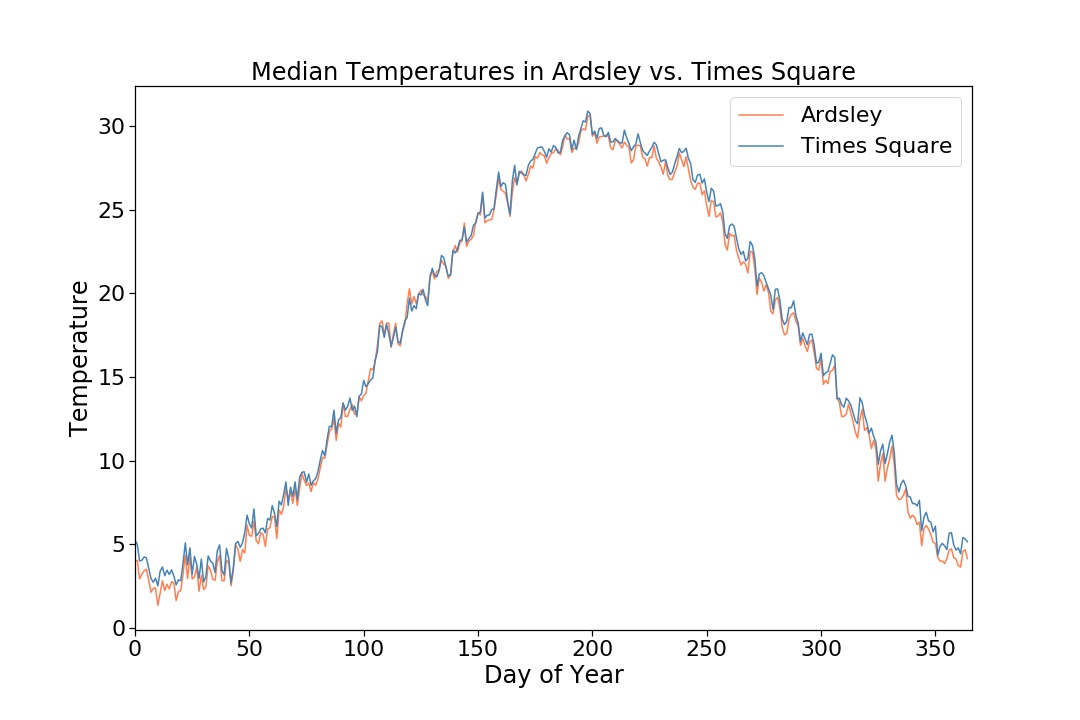 Median Temperatures in Ardsley vs. Times Square
Ardsley
Times Square
Temperature
30
25
20
15
10
5
0
0 50 100 150 200 250 300 350
Day of Year